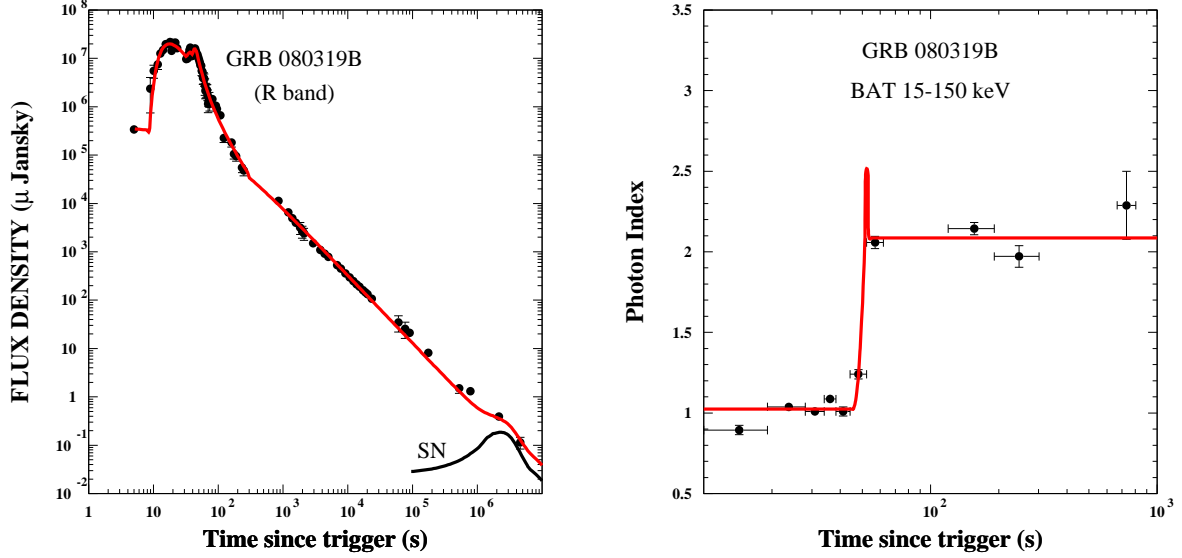 10^8
10^7
10^6
10^5
10^4
10^3
10^2
10
1
10^-1
10^-2
FLUX DENSITY (μ Jansky)
GRB 080319B
(R band)
SN
1 10 10^2 10^3 10^4 10^5 10^6
Time since trigger (s)
3.5
3
2.5
2
1.5
1
0.5
Photon Index
GRB 080319B
BAT 15-150 keV
10^2 10^3
Time since trigger (s)